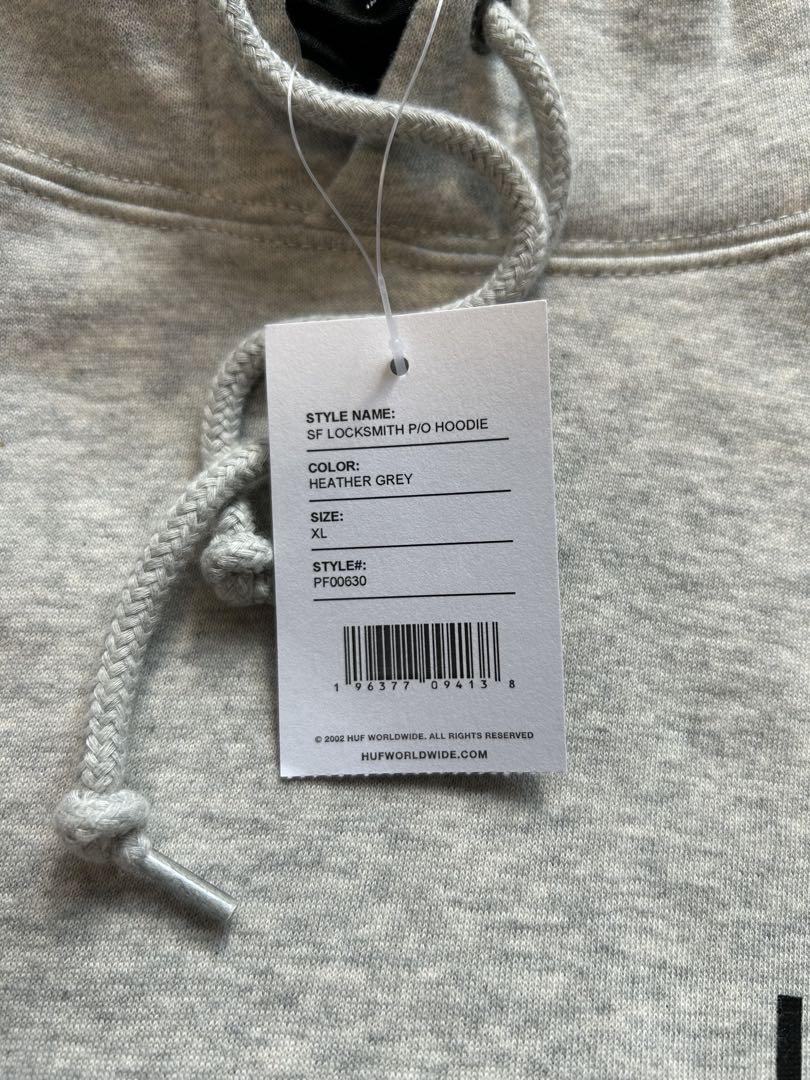 STYLE NAME:
SF LOCKSMITH P/O HOODIE
COLOR:
HEATHER GREY
SIZE:
XL
STYLE#:
PF00630
1 96377 09413 8
© 2002 HUF WORLDWIDE. ALL RIGHTS RESERVED
HUFWORLDWIDE.COM